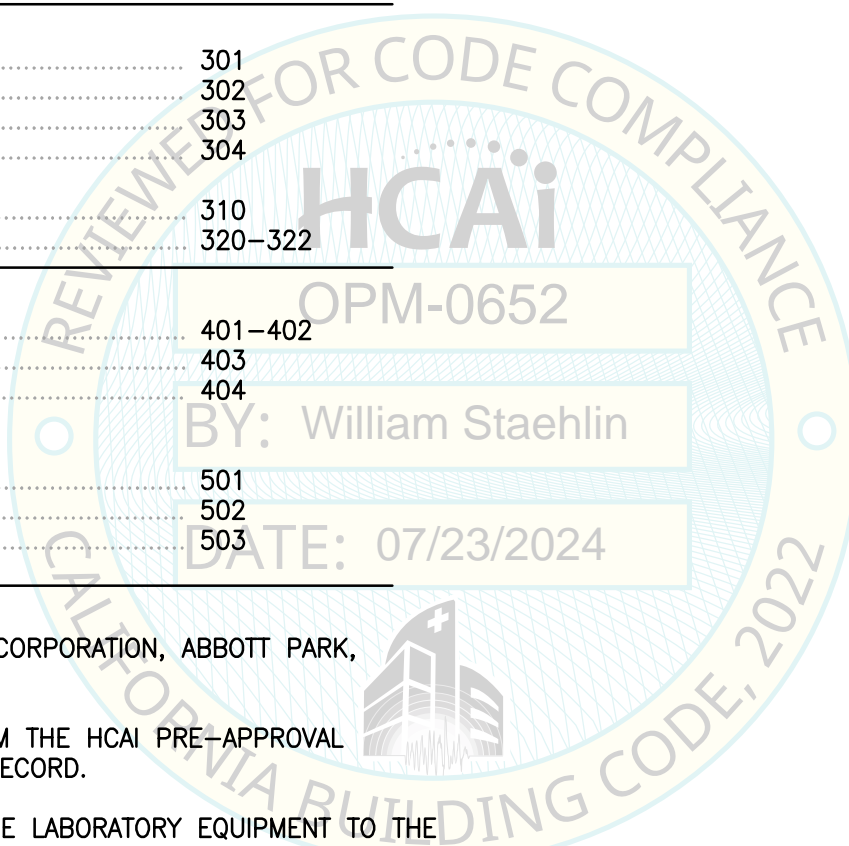 301
302
303
304
310
320-322
401-402
403
404
501
502
503
CORPORATION, ABBOTT PARK,
THE HCAI PRE-APPROVAL
RECORD.
LABORATORY EQUIPMENT TO THE
REVIEWED FOR CODE COMPLIANCE
HCAi
OPM-0652
BY: William Staehlin
DATE: 07/23/2024
CALIFORNIA BUILDING CODE, 2022